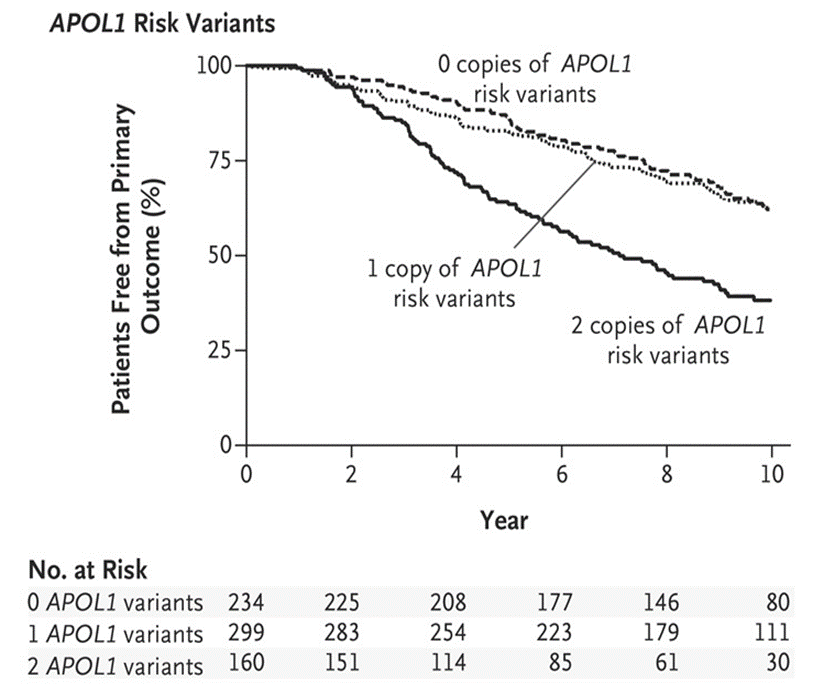 APOL1 Risk Variants
100
75
50
25
0
Patients Free from Primary
Outcome (%)
0 copies of APOL1
risk variants
1 copy of APOL1
risk variants
2 copies of APOL1
risk variants
0 2 4 6 8 10
Year
No. at Risk
0 APOL1 variants 234 225 208 177 146 80
1 APOL1 variants 299 283 254 223 179 111
2 APOL1 variants 160 151 114 85 61 30